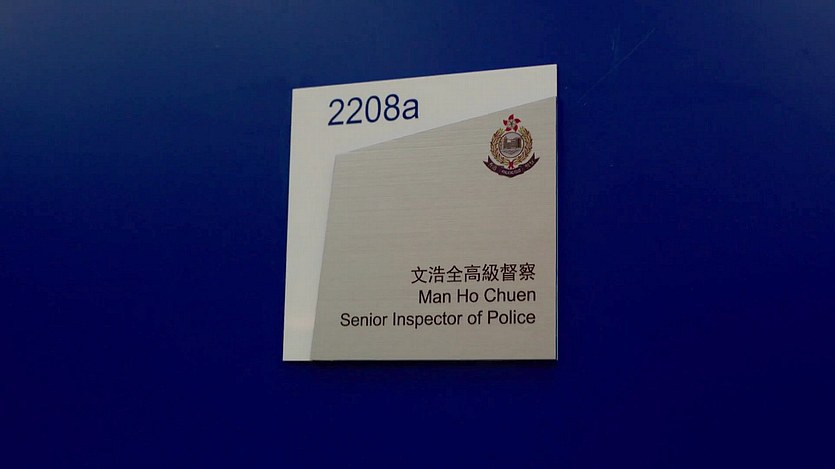 2208a
文浩全高級督察
Man Ho Chuen
Senior Inspector of Police